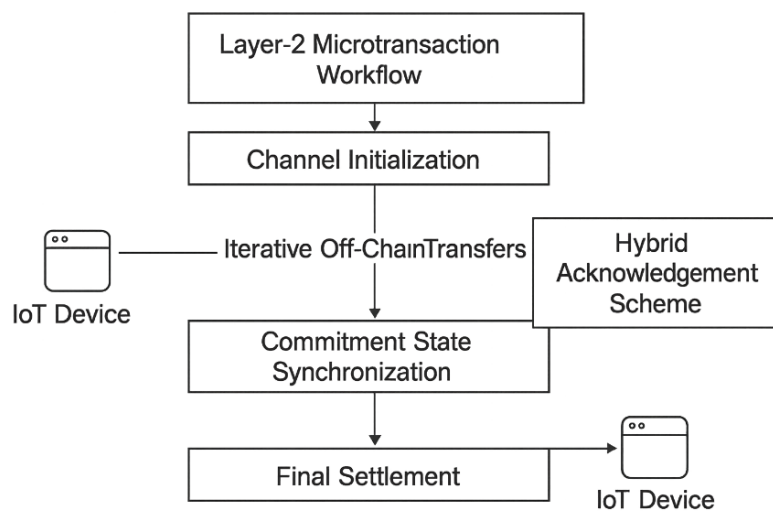 Layer-2 Microtransaction
Workflow
Channel Initialization
Iterative Off-ChainTransfers
Hybrid
Acknowledgement
Scheme
IoT Device
Commitment State
Synchronization
Final Settlement
IoT Device